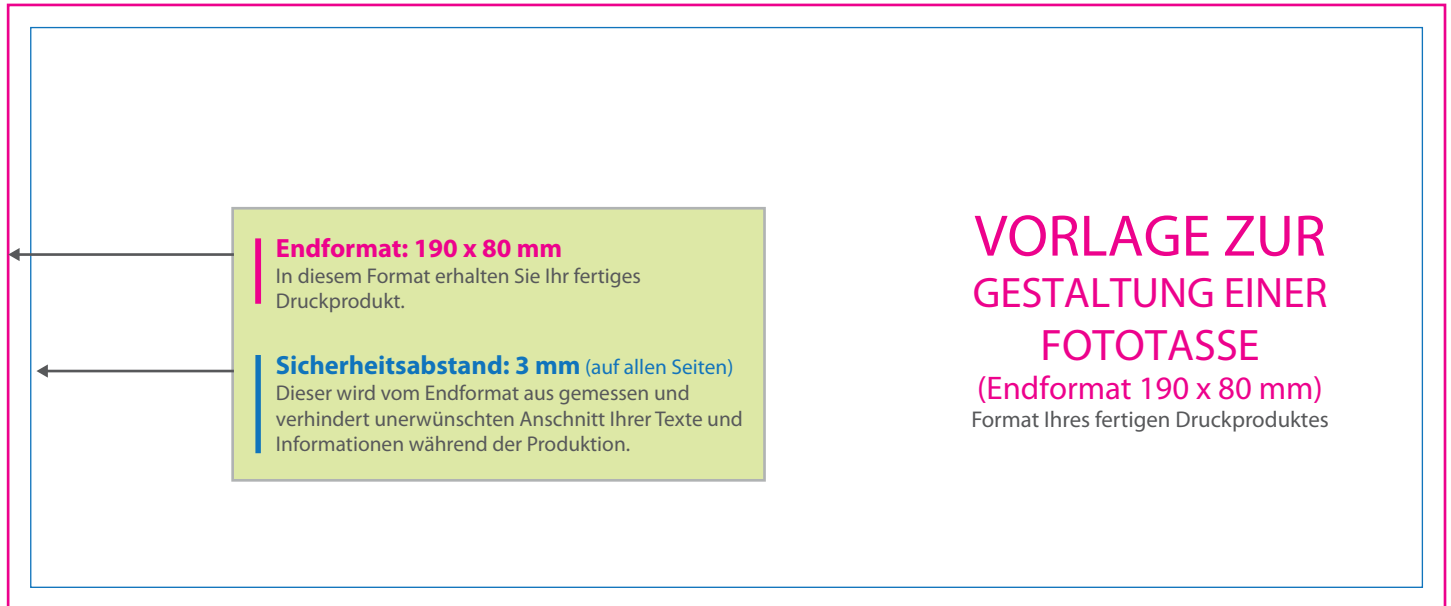 Endformat: 190 x 80 mm
In diesem Format erhalten Sie Ihr fertiges
Druckprodukt.
Sicherheitsabstand: 3 mm (auf allen Seiten)
Dieser wird vom Endformat aus gemessen und
verhindert unerwünschten Anschnitt Ihrer Texte und
Informationen während der Produktion.
VORLAGE ZUR
GESTALTUNG EINER
FOTOTASSE
(Endformat 190 x 80 mm)
Format Ihres fertigen Druckproduktes